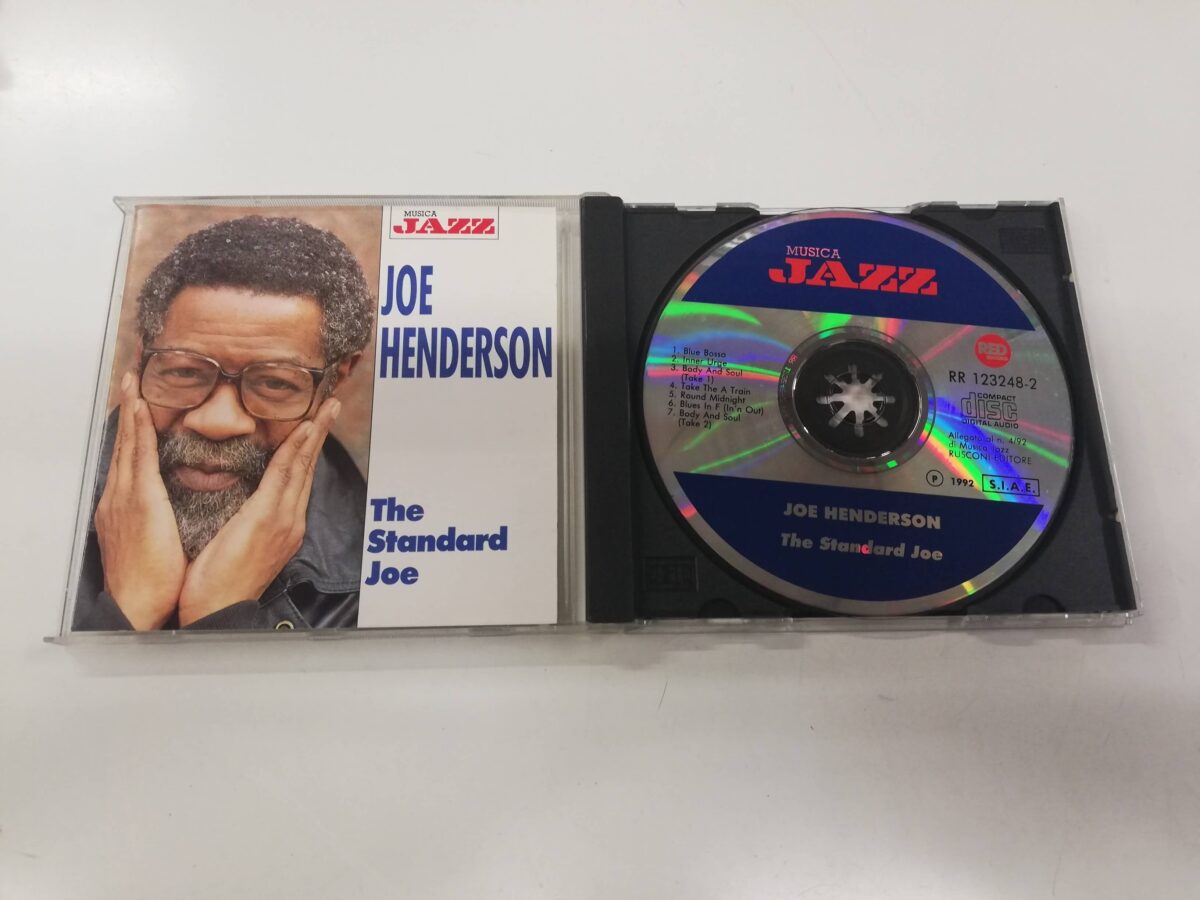 MUSICA
JAZZ
JOE
HENDERSON
The
Standard
Joe
MUSICA
JAZZ
1. Blue Bossa
2. Inner Urge
3. Body And Soul
(Take 1)
4. Take The A Train
5. Round Midnight
6. Blues In F (In'n Out)
7. Body And Soul
(Take 2)
RED
RR 123248-2
COMPACT
disc
DIGITAL AUDIO
Allegato al n. 4/92
di Musica Jazz
RUSCONI EDITORE
P 1992 S.I.A.E.
JOE HENDERSON
The Standard Joe